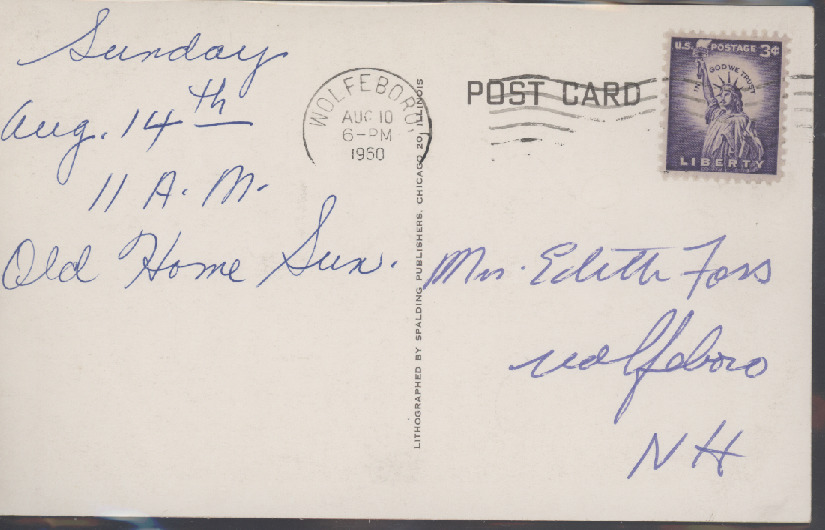 Sunday
Aug. 14th
11 A.M.
Old Home Sun.
WOLFEBORO,
AUG 10
6-PM
1960
LITHOGRAPHED BY SPALDING PUBLISHERS, CHICAGO 20, ILLINOIS
POST CARD
U.S. POSTAGE 3¢
IN GOD WE TRUST
LIBERTY
Mrs. Edith Foss
Wolfeboro
NH